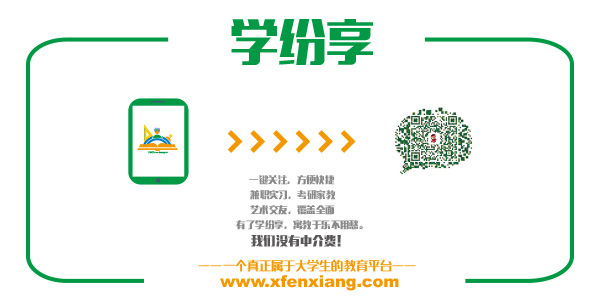 学纷享
一键关注，方便快捷
兼职实习，考研家教
艺术交友，覆盖全面
有了学纷享，寓教于乐不用愁。
我们没有中介费！
——一个真正属于大学生的教育平台——
www.xfenxiang.com